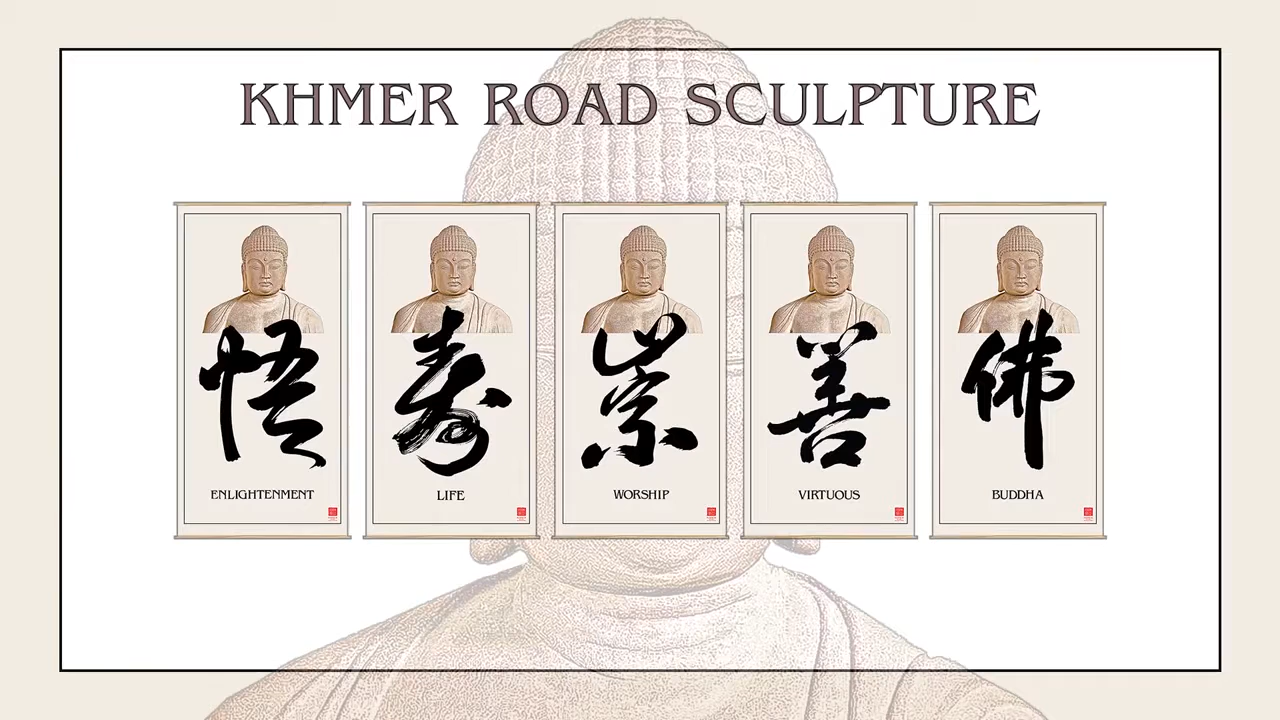 KHMER ROAD SCULPTURE
悟
ENLIGHTENMENT
寿
LIFE
崇
WORSHIP
善
VIRTUOUS
佛
BUDDHA